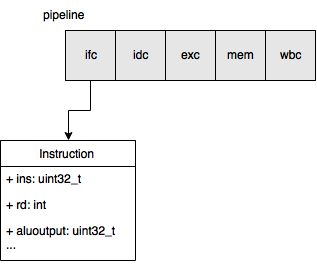 pipeline
ifc idc exc mem wbc
Instruction
+ ins: uint32_t
+ rd: int
+ aluoutput: uint32_t
...